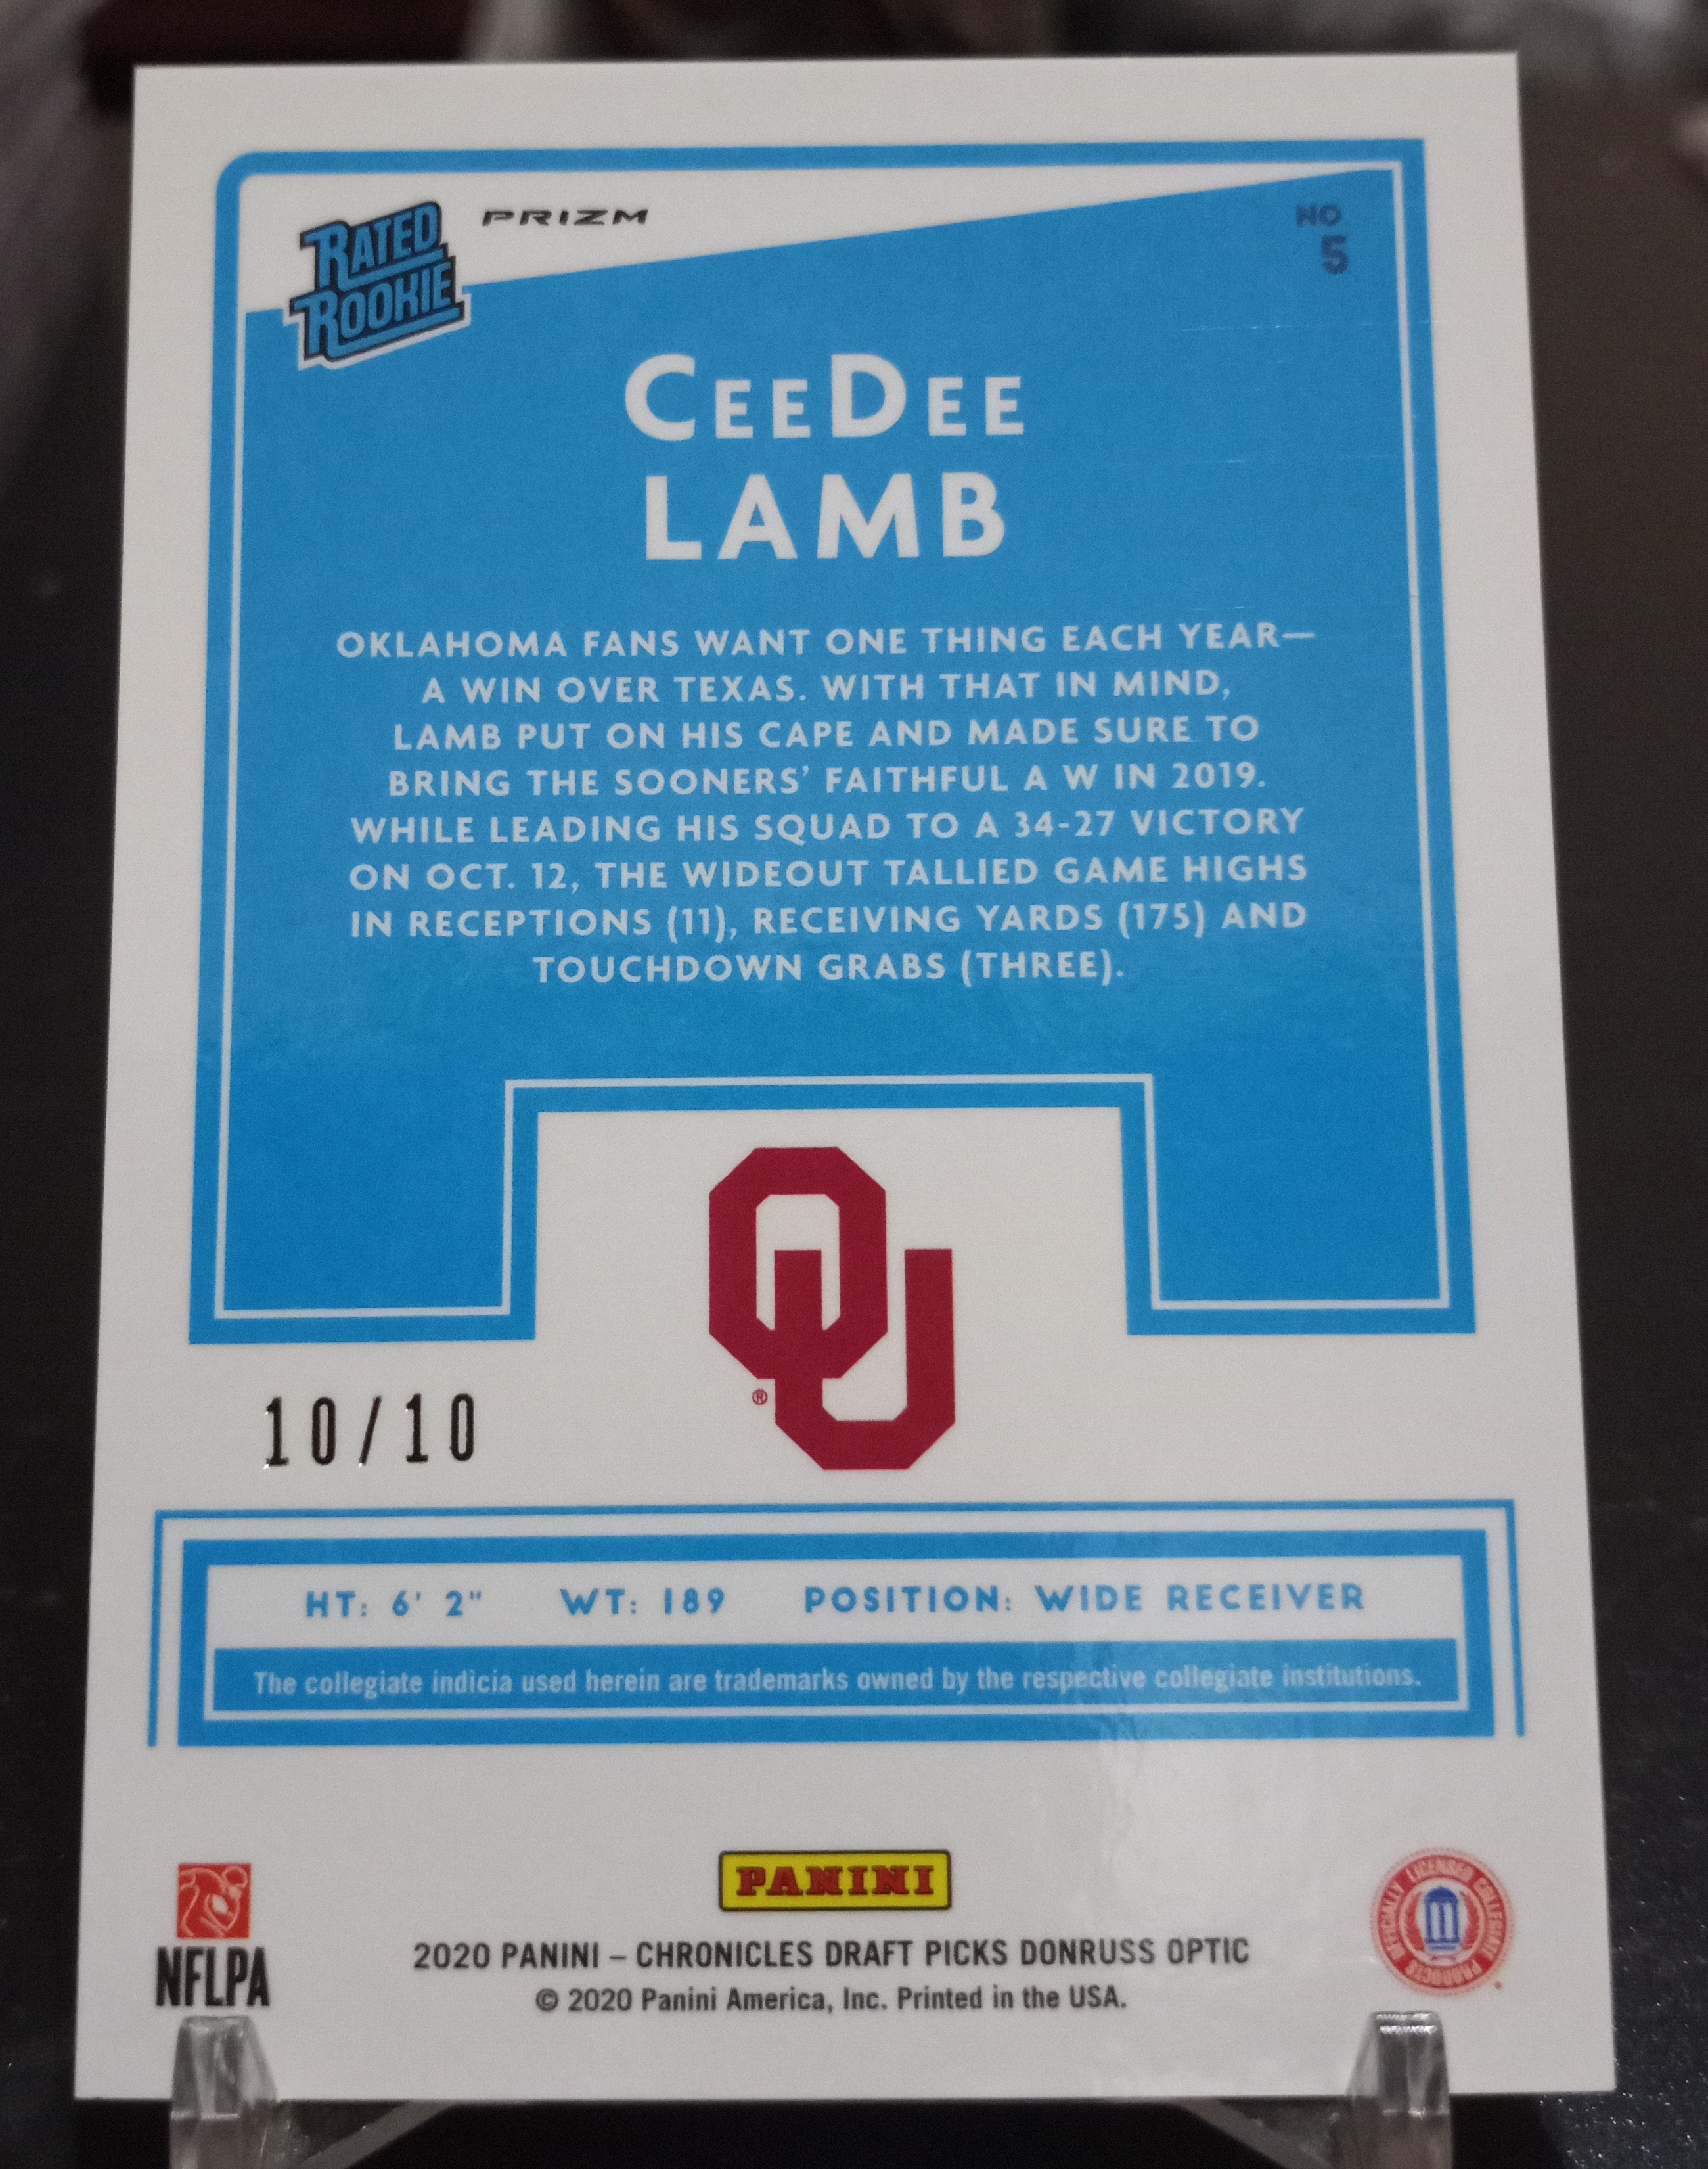 RATED
ROOKIE
PRIZM
NO
5
CEEDEE
LAMB
OKLAHOMA FANS WANT ONE THING EACH YEAR—
A WIN OVER TEXAS. WITH THAT IN MIND,
LAMB PUT ON HIS CAPE AND MADE SURE TO
BRING THE SOONERS' FAITHFUL A W IN 2019.
WHILE LEADING HIS SQUAD TO A 34-27 VICTORY
ON OCT. 12, THE WIDEOUT TALLIED GAME HIGHS
IN RECEPTIONS (11), RECEIVING YARDS (175) AND
TOUCHDOWN GRABS (THREE).
OU
®
10/10
HT: 6' 2" WT: 189 POSITION: WIDE RECEIVER
The collegiate indicia used herein are trademarks owned by the respective collegiate institutions.
NFLPA
PANINI
2020 PANINI – CHRONICLES DRAFT PICKS DONRUSS OPTIC
© 2020 Panini America, Inc. Printed in the USA.
OFFICIALLY LICENSED COLLEGIATE PRODUCTS